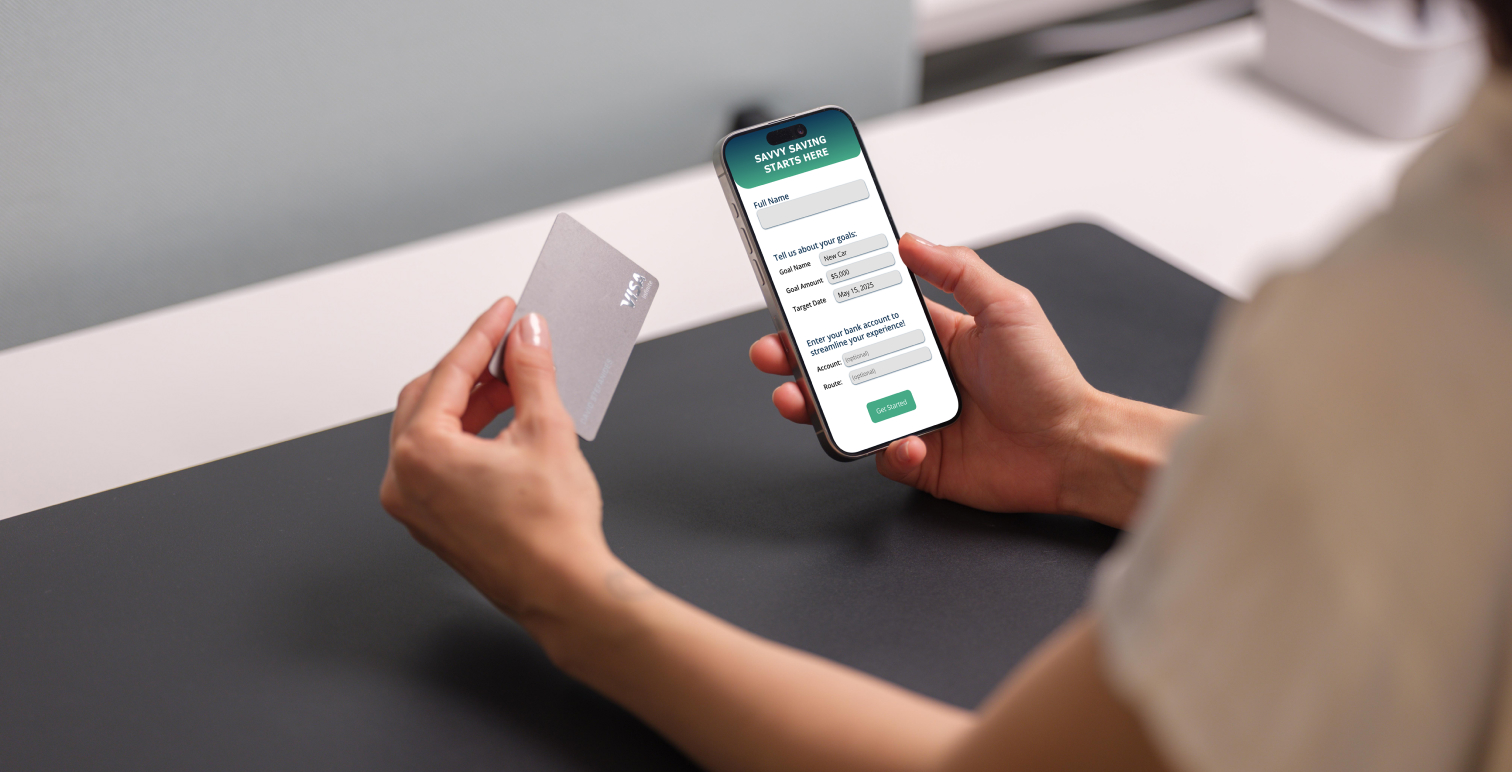 SAVVY SAVING
STARTS HERE
Full Name
Tell us about your goals:
Goal Name New Car
Goal Amount $5,000
Target Date May 15, 2025
Enter your bank account to
streamline your experience!
Account: (optional)
Route: (optional)
Get Started
VISA